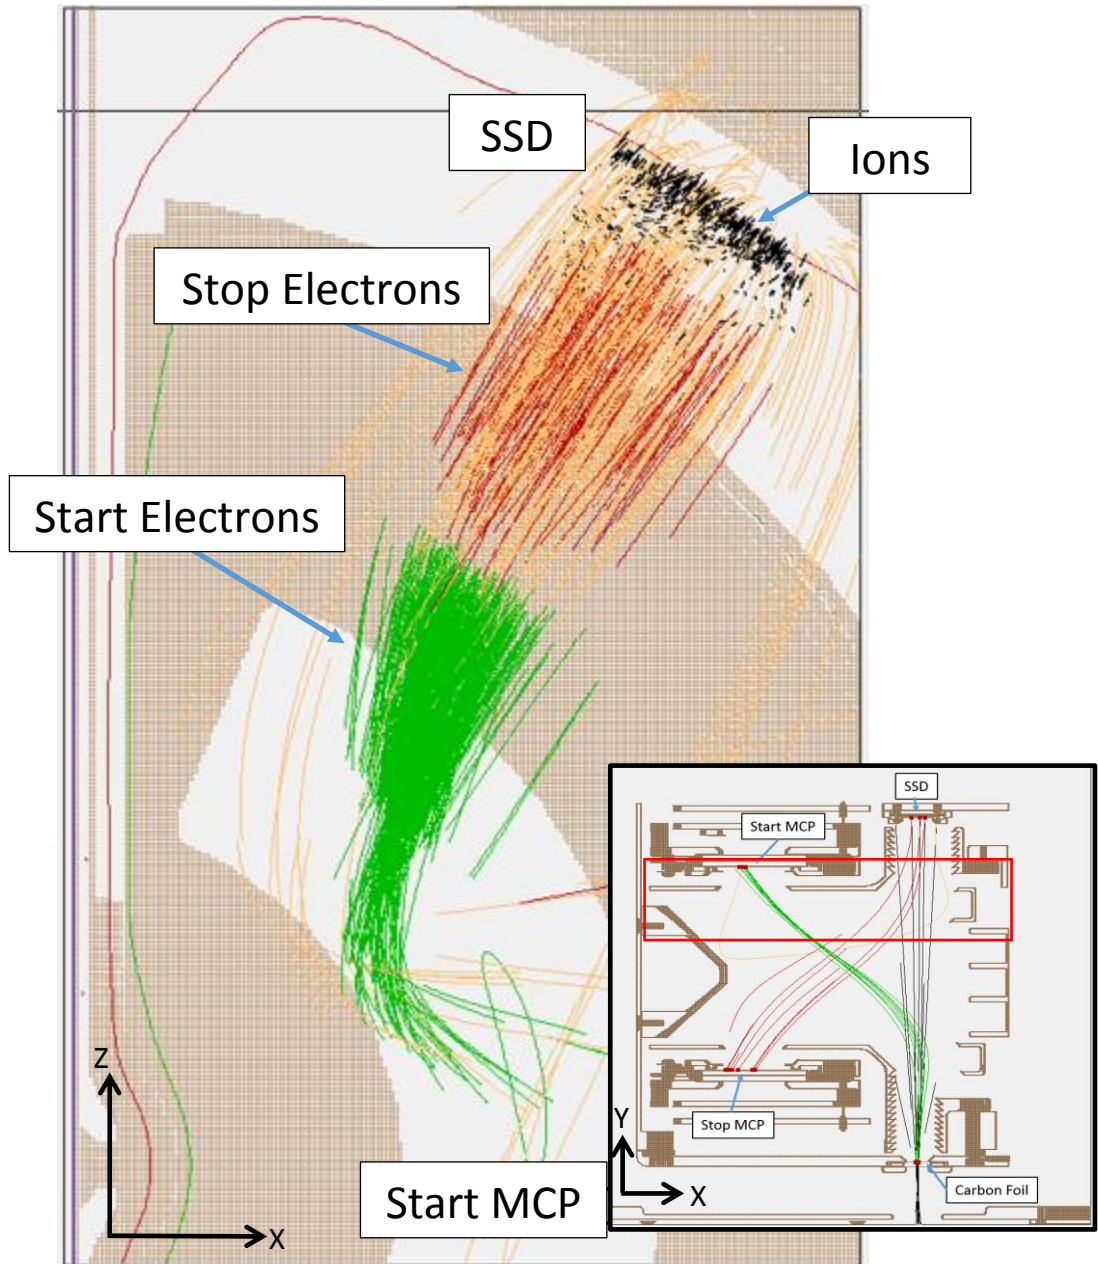 SSD
Ions
Stop Electrons
Start Electrons
Z
X
Start MCP
SSD
Start MCP
Stop MCP
Carbon Foil
Y
X